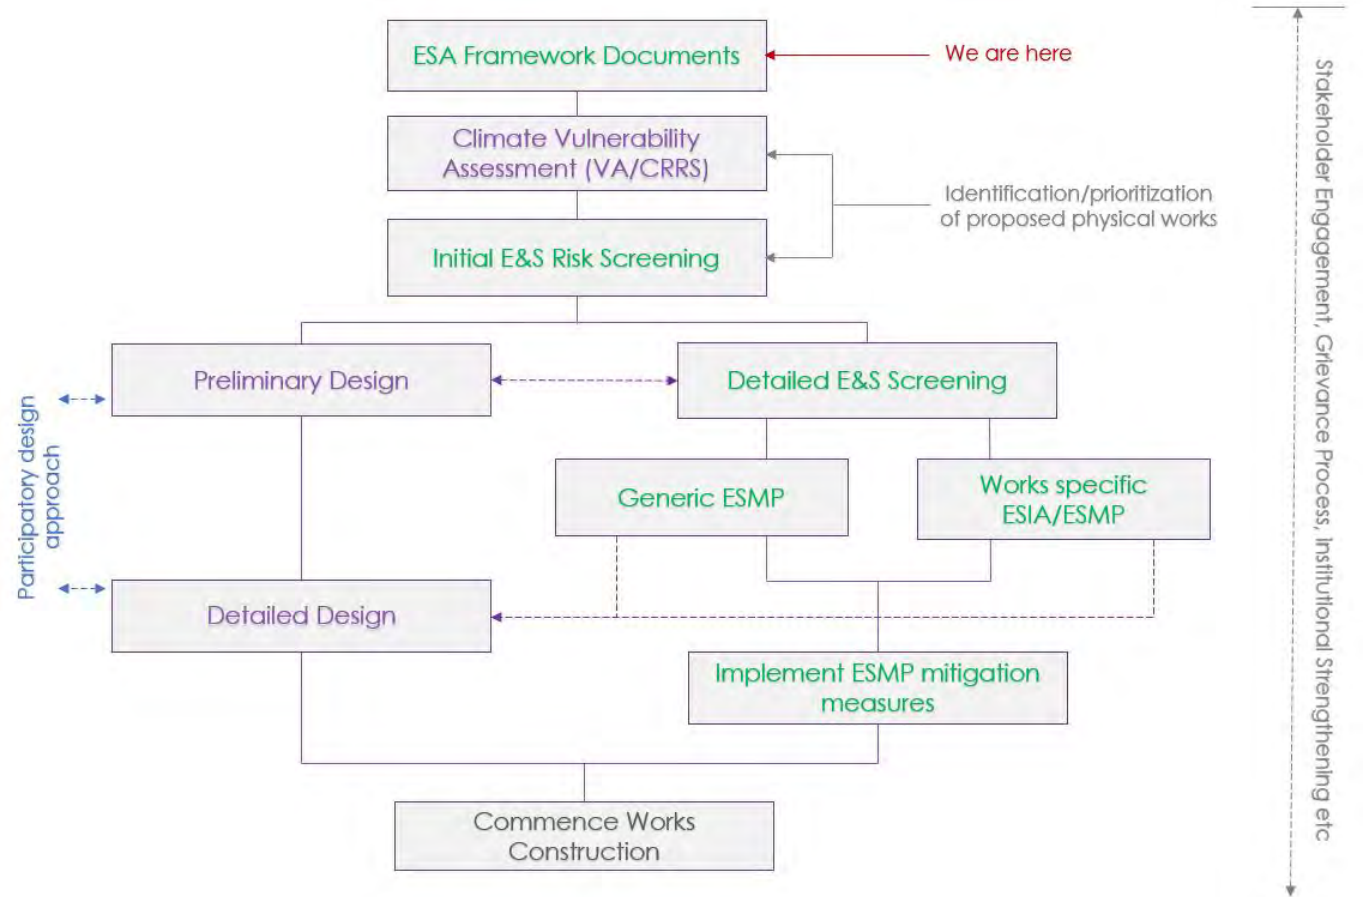 ESA Framework Documents
We are here
Climate Vulnerability
Assessment (VA/CRRS)
Identification/prioritization
of proposed physical works
Initial E&S Risk Screening
Preliminary Design
Detailed E&S Screening
Participatory design
approach
Generic ESMP
Works specific
ESIA/ESMP
Detailed Design
Implement ESMP mitigation
measures
Commence Works
Construction
Stakeholder Engagement, Grievance Process, Institutional Strengthening etc